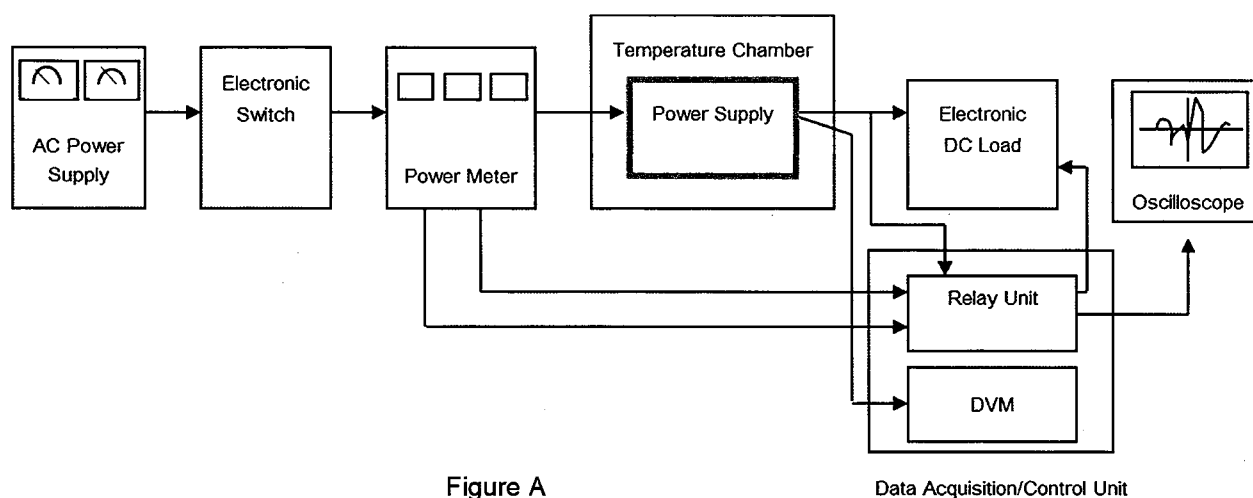 AC Power
Supply
Electronic
Switch
Power Meter
Temperature Chamber
Power Supply
Electronic
DC Load
Oscilloscope
Relay Unit
DVM
Figure A
Data Acquisition/Control Unit